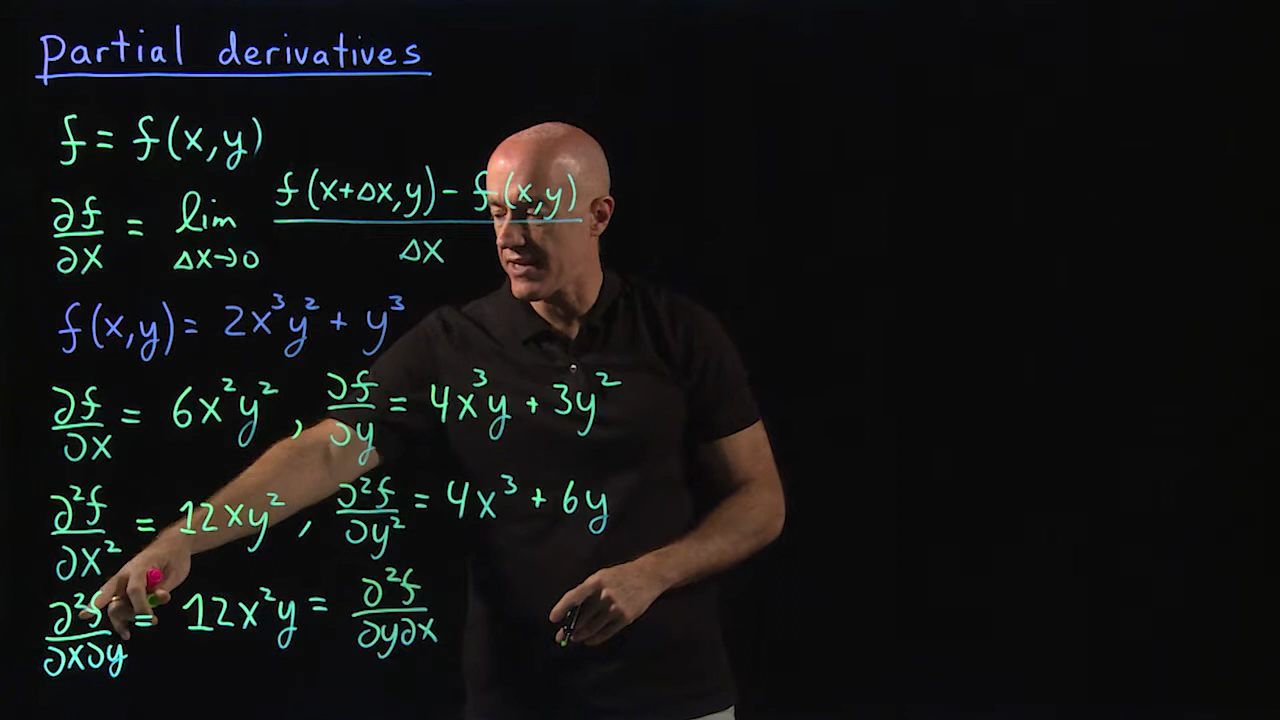 Partial derivatives
f = f(x,y)
∂f/∂x = lim Δx→0 (f(x+Δx,y) - f(x,y))/Δx
f(x,y) = 2x³y² + y³
∂f/∂x = 6x²y², ∂f/∂y = 4x³y + 3y²
∂²f/∂x² = 12xy², ∂²f/∂y² = 4x³ + 6y
∂²f/∂x∂y = 12x²y = ∂²f/∂y∂x